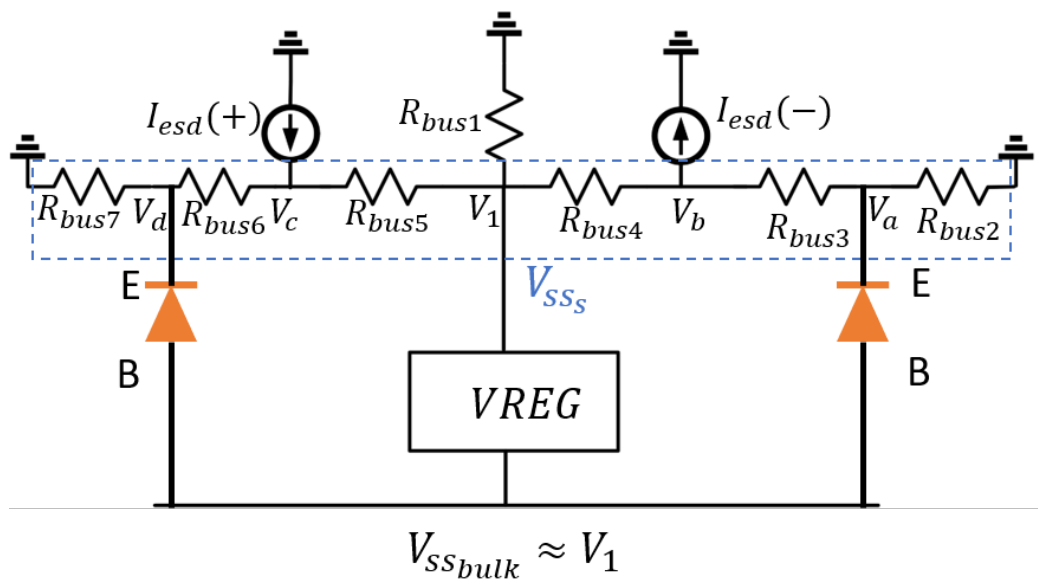 I_esd(+)
R_bus1
I_esd(−)
R_bus7
V_d
R_bus6
V_c
R_bus5
V_1
R_bus4
V_b
R_bus3
V_a
R_bus2
V_ss_s
E
E
B
B
VREG
V_ss_bulk ≈ V_1